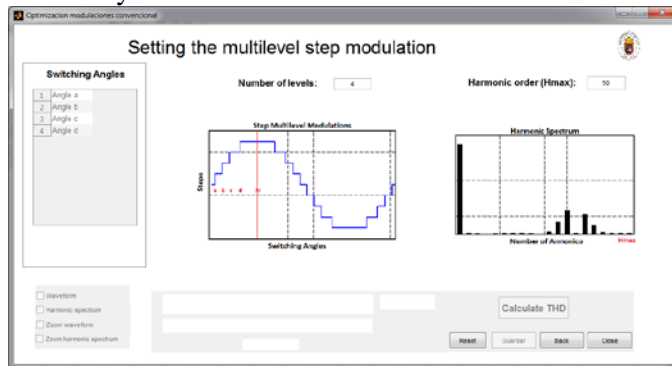 Optimizacion modulaciones convencional
Setting the multilevel step modulation
Switching Angles
1 Angle a
2 Angle b
3 Angle c
4 Angle d
Number of levels: 4
Harmonic order (Hmax): 50
Step Multilevel Modulations
Steps
a b c d
Switching Angles
Harmonic Spectrum
Number of Armonico
Hmax
Waveform
Harmonic spectrum
Zoom waveform
Zoom harmonic spectrum
Calculate THD
Reset Guardar Back Close